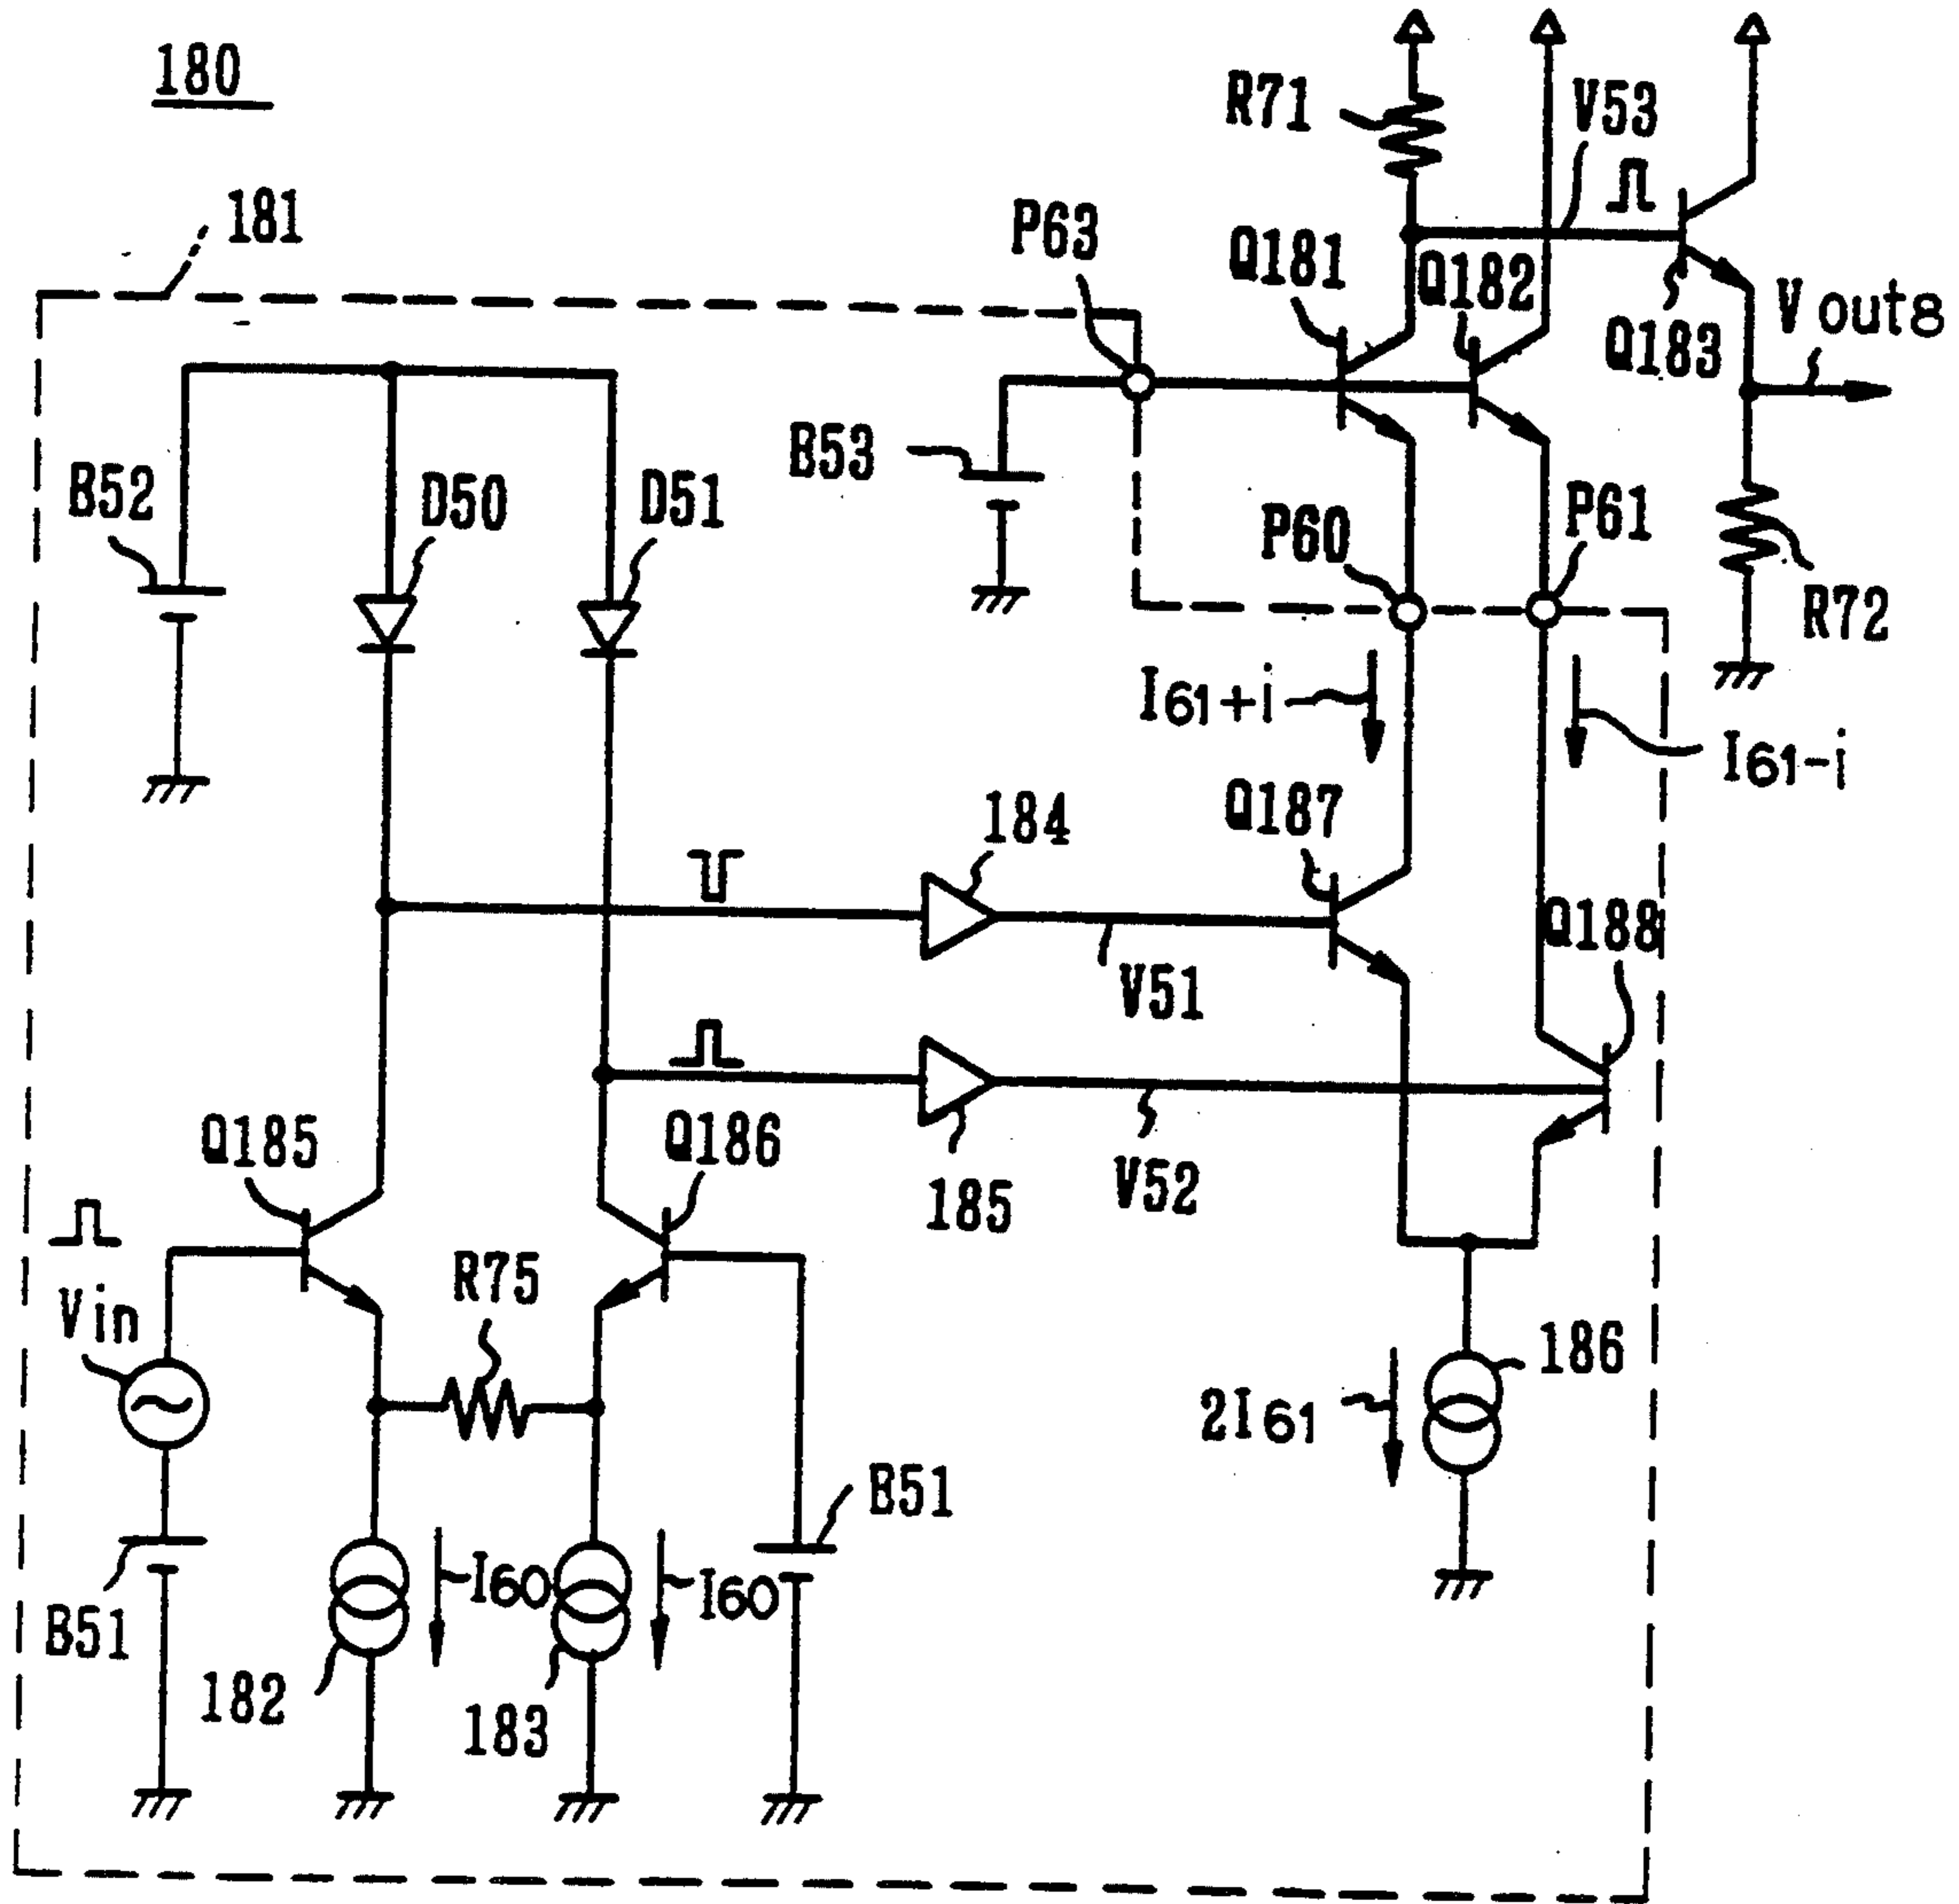 180
R71
V53
181
P63
Q181
Q182
Q183
Vout8
B52
D50
D51
B53
P60
P61
R72
I61+i
I61-i
184
Q187
Q188
V51
Q185
Q186
185
V52
Vin
R75
186
2I61
B51
I60
I60
B51
182
183